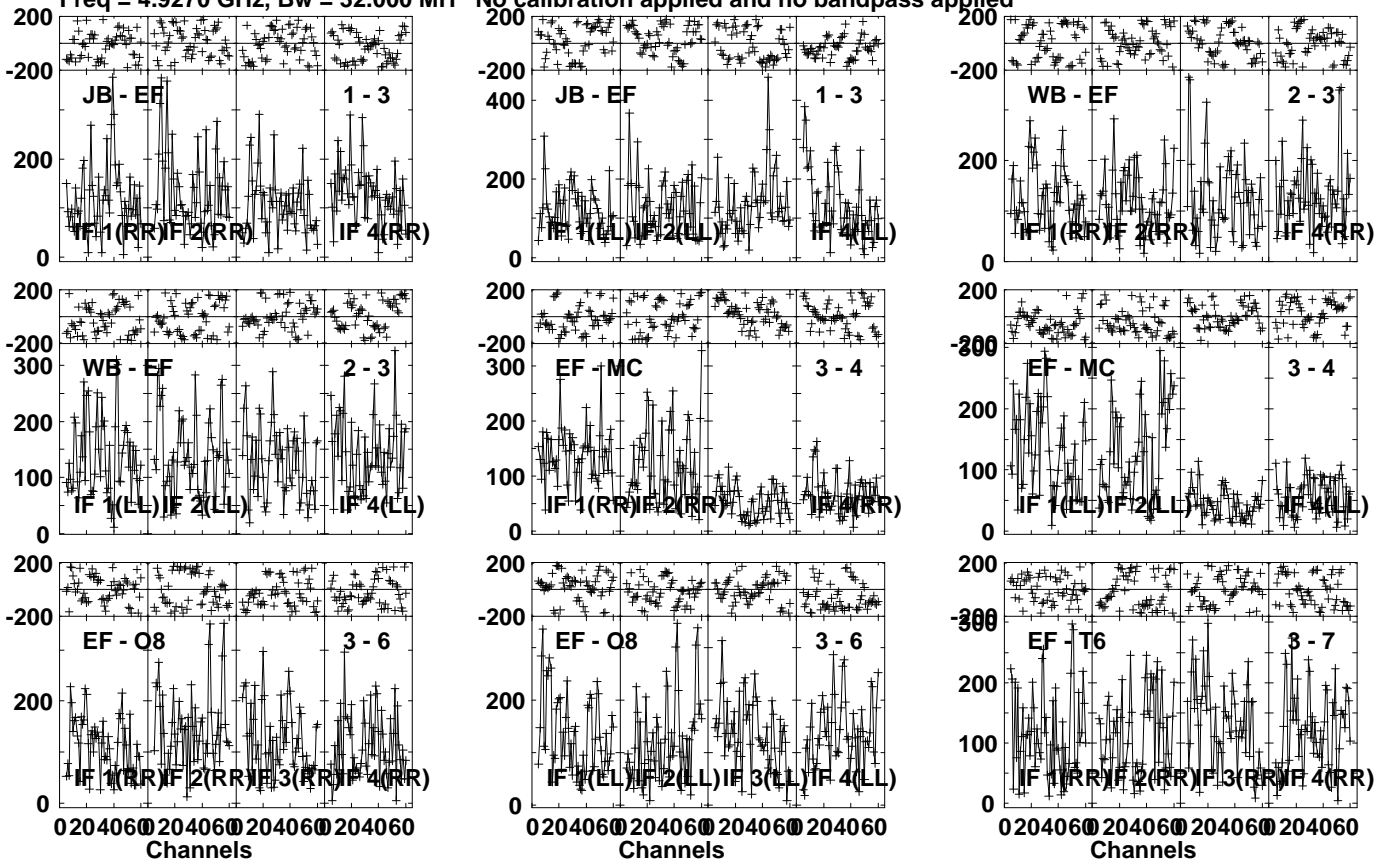 Freq = 4.9270 GHz, Bw = 32.000 MH No calibration applied and no bandpass applied
200
-200
JB - EF
1 - 3
200
0
IF 1(RR)
IF 2(RR)
IF 4(RR)
200
-200
JB - EF
1 - 3
400
200
0
IF 1(LL)
IF 2(LL)
IF 4(LL)
200
-200
WB - EF
2 - 3
200
0
IF 1(RR)
IF 2(RR)
IF 4(RR)
200
-200
WB - EF
2 - 3
300
200
100
0
IF 1(LL)
IF 2(LL)
IF 4(LL)
200
-200
EF - MC
3 - 4
300
200
100
0
IF 1(RR)
IF 2(RR)
IF 4(RR)
200
-200
300
EF - MC
3 - 4
200
100
0
IF 1(LL)
IF 2(LL)
IF 4(LL)
200
-200
EF - O8
3 - 6
200
0
IF 1(RR)
IF 2(RR)
IF 3(RR)
IF 4(RR)
0 20 40 60 0 20 40 60 0 20 40 60 0 20 40 60
Channels
200
-200
EF - O8
3 - 6
200
0
IF 1(LL)
IF 2(LL)
IF 3(LL)
IF 4(LL)
0 20 40 60 0 20 40 60 0 20 40 60 0 20 40 60
Channels
200
-200
300
EF - T6
3 - 7
200
100
0
IF 1(RR)
IF 2(RR)
IF 3(RR)
IF 4(RR)
0 20 40 60 0 20 40 60 0 20 40 60 0 20 40 60
Channels